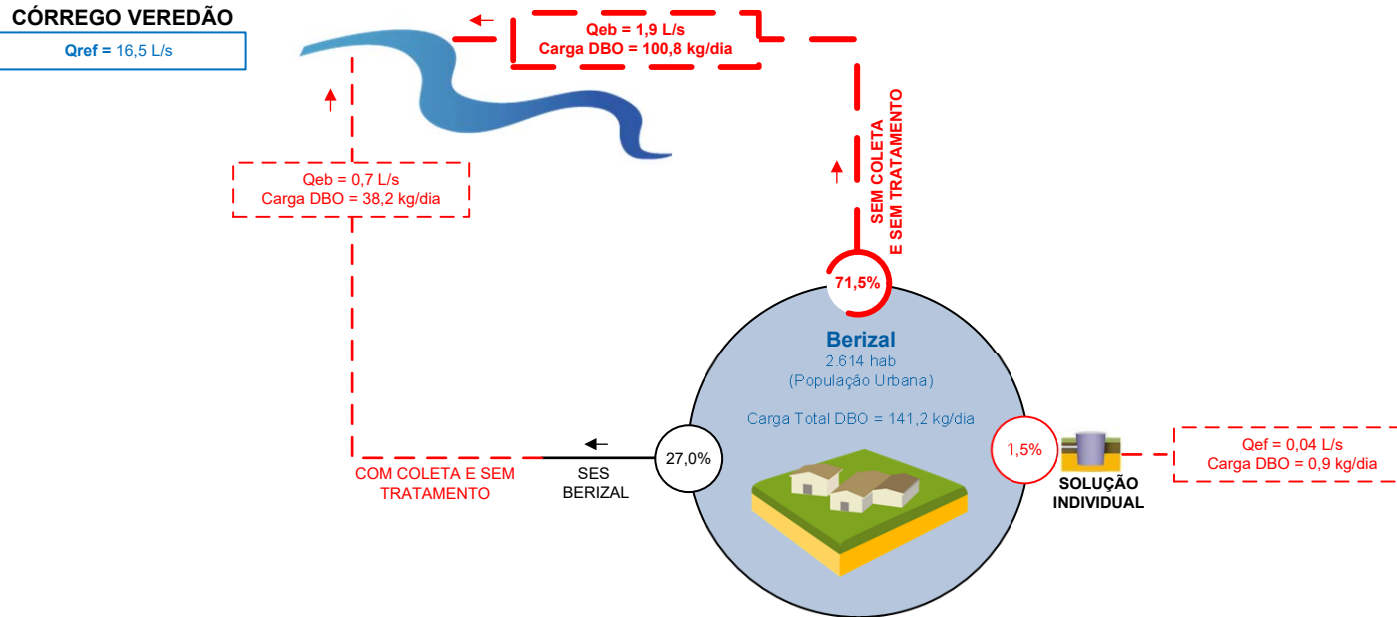 CÓRREGO VEREDÃO
Qref = 16,5 L/s
Qeb = 1,9 L/s
Carga DBO = 100,8 kg/dia
SEM COLETA
E SEM TRATAMENTO
Qeb = 0,7 L/s
Carga DBO = 38,2 kg/dia
71,5%
Berizal
2.614 hab
(População Urbana)
Carga Total DBO = 141,2 kg/dia
27,0%
COM COLETA E SEM
TRATAMENTO
SES
BERIZAL
1,5%
SOLUÇÃO
INDIVIDUAL
Qef = 0,04 L/s
Carga DBO = 0,9 kg/dia